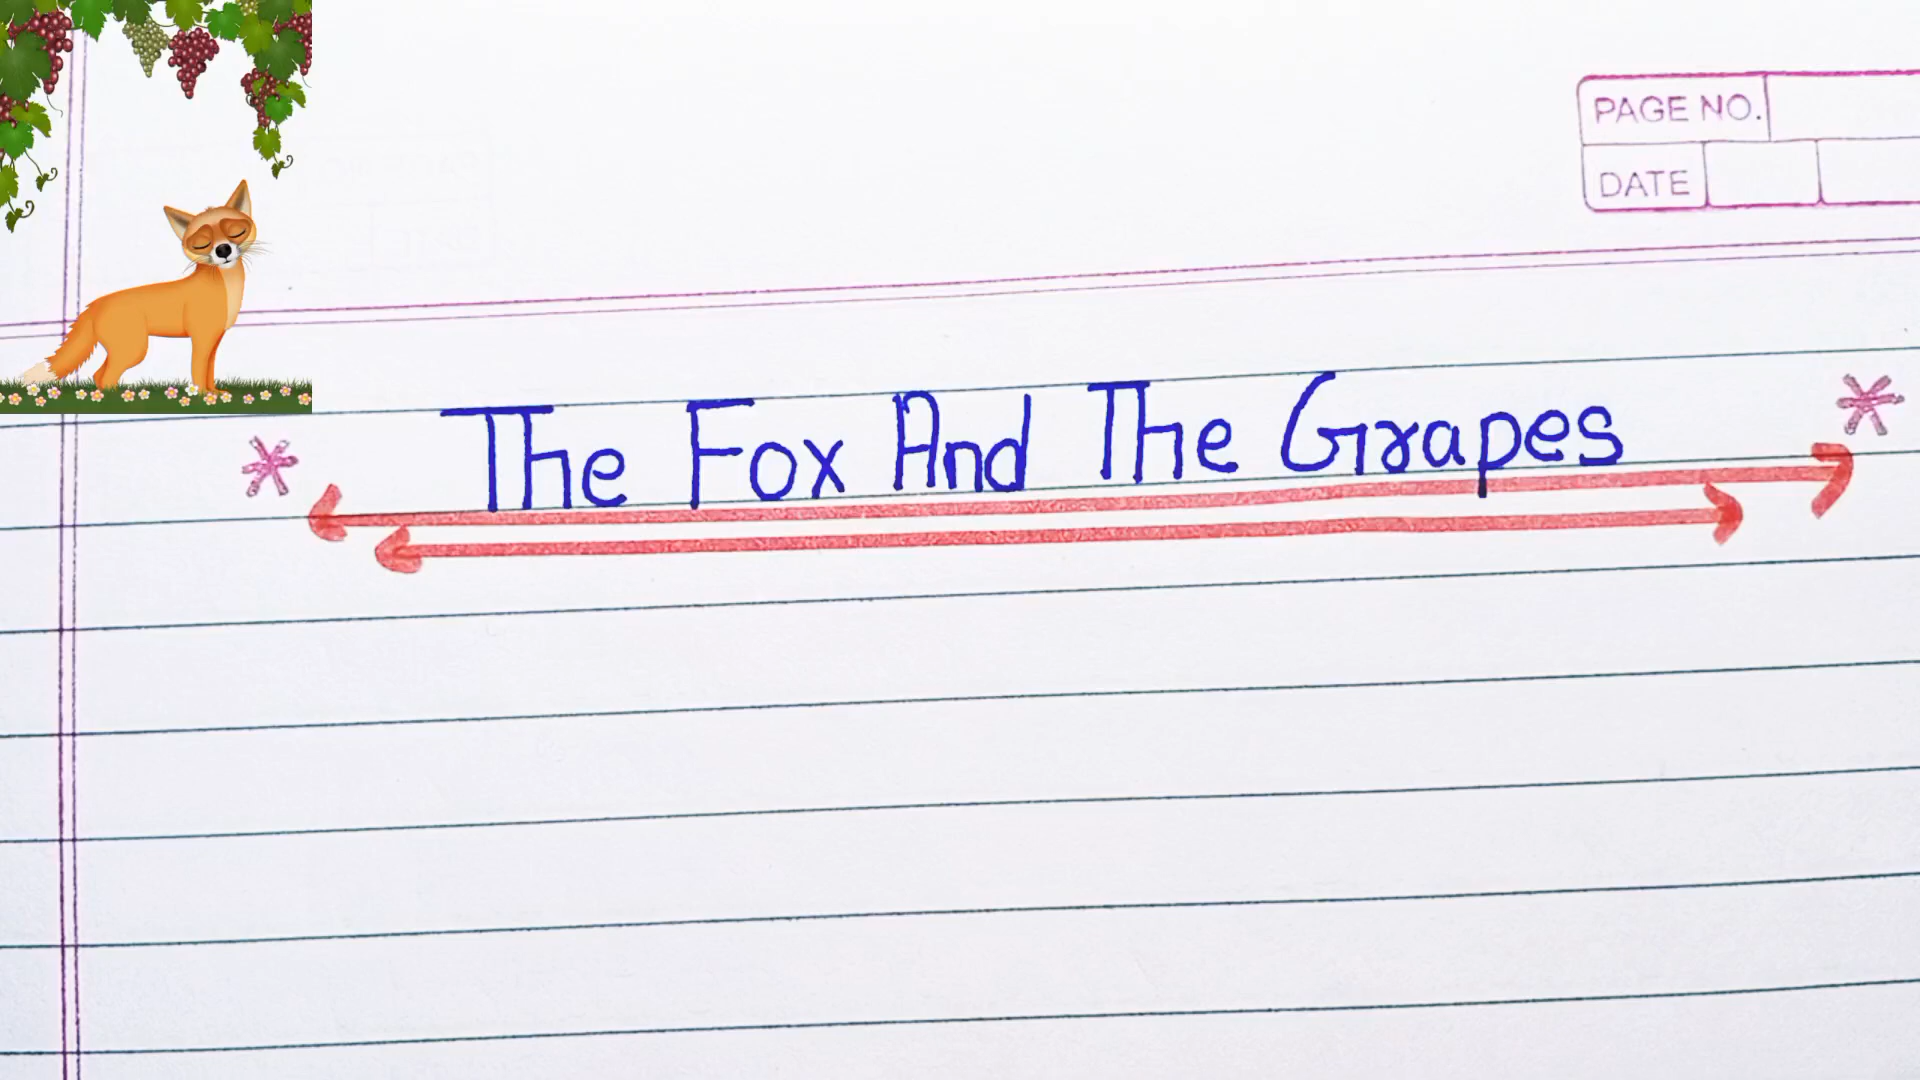 PAGE NO.
DATE
The Fox And The Grapes